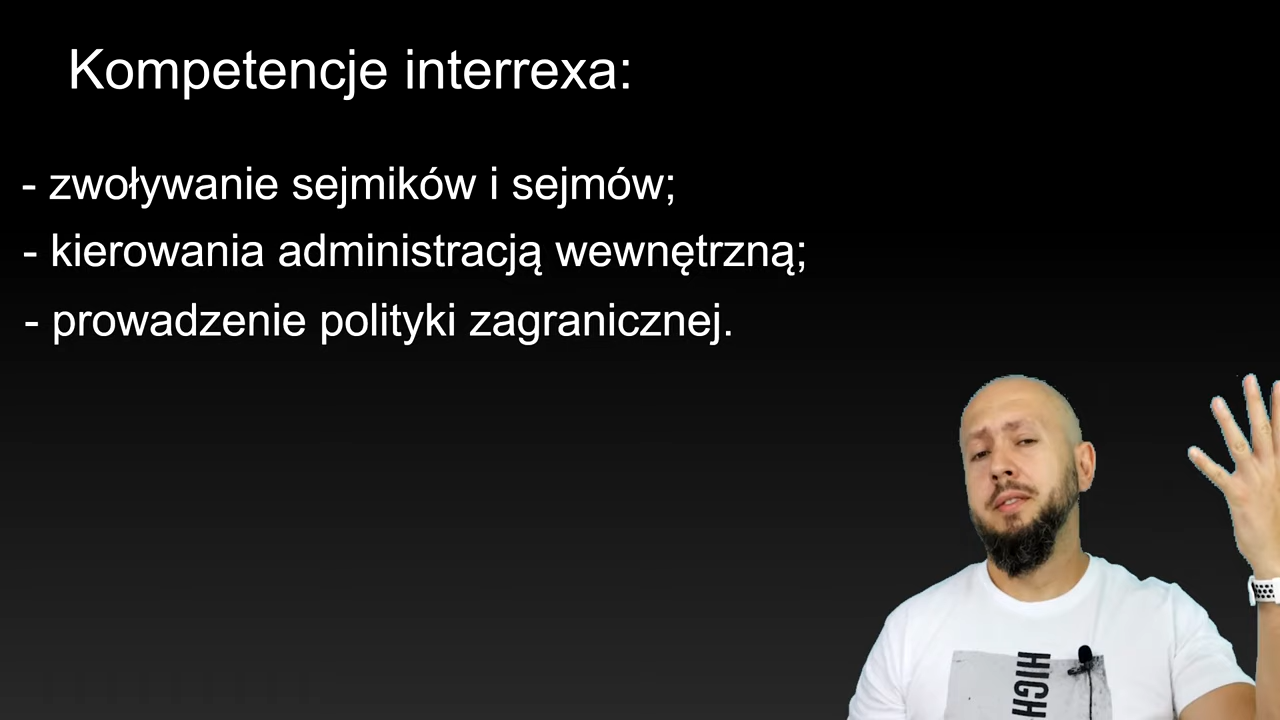 Kompetencje interrexa:
- zwoływanie sejmików i sejmów;
- kierowania administracją wewnętrzną;
- prowadzenie polityki zagranicznej.
HIGH